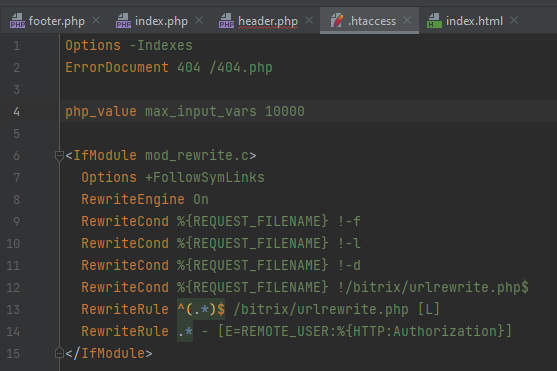 footer.php index.php header.php .htaccess index.html
1 Options -Indexes
2 ErrorDocument 404 /404.php
3
4 php_value max_input_vars 10000
5
6 <IfModule mod_rewrite.c>
7 Options +FollowSymLinks
8 RewriteEngine On
9 RewriteCond %{REQUEST_FILENAME} !-f
10 RewriteCond %{REQUEST_FILENAME} !-l
11 RewriteCond %{REQUEST_FILENAME} !-d
12 RewriteCond %{REQUEST_FILENAME} !/bitrix/urlrewrite.php$
13 RewriteRule ^(.*)$ /bitrix/urlrewrite.php [L]
14 RewriteRule .* - [E=REMOTE_USER:%{HTTP:Authorization}]
15 </IfModule>